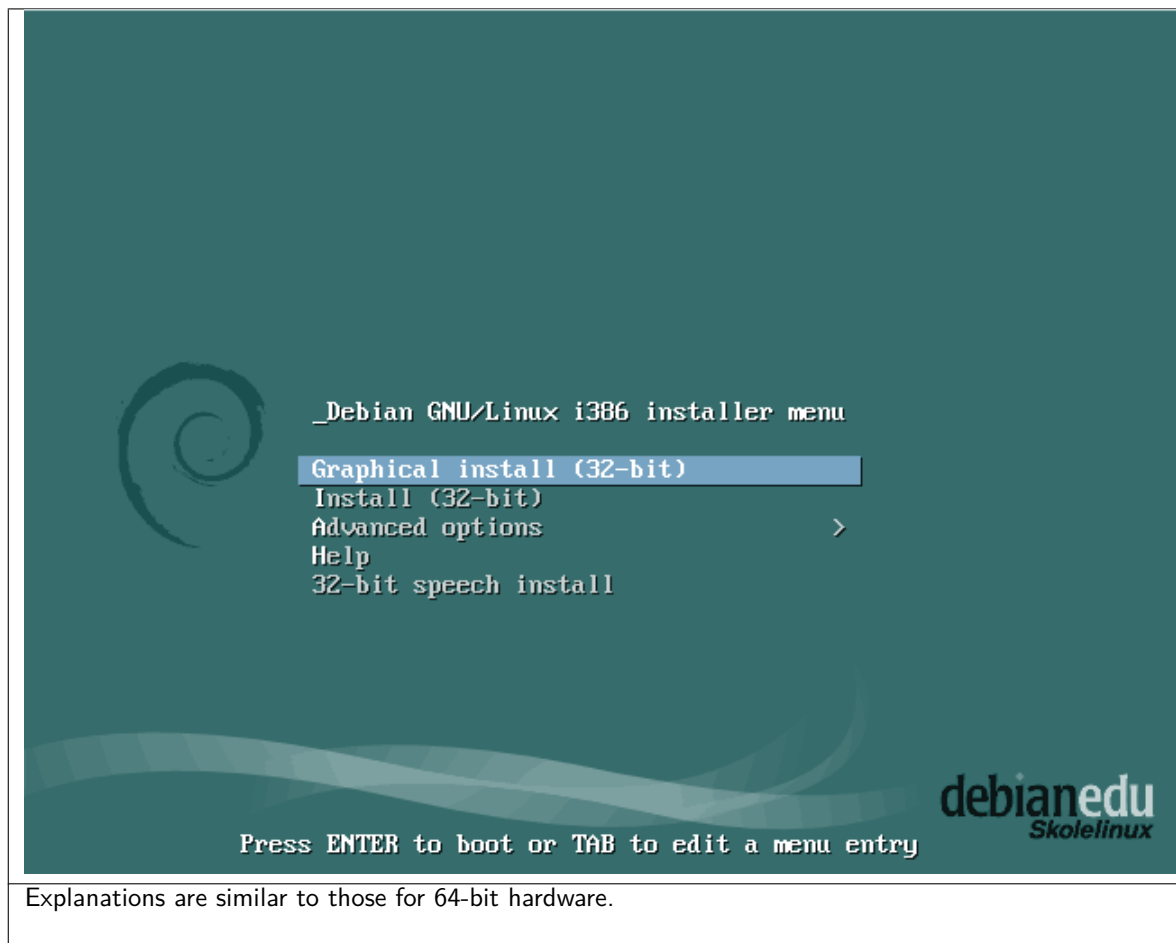 _Debian GNU/Linux i386 installer menu
Graphical install (32-bit)
Install (32-bit)
Advanced options >
Help
32-bit speech install
debianedu
Skolelinux
Press ENTER to boot or TAB to edit a menu entry
Explanations are similar to those for 64-bit hardware.